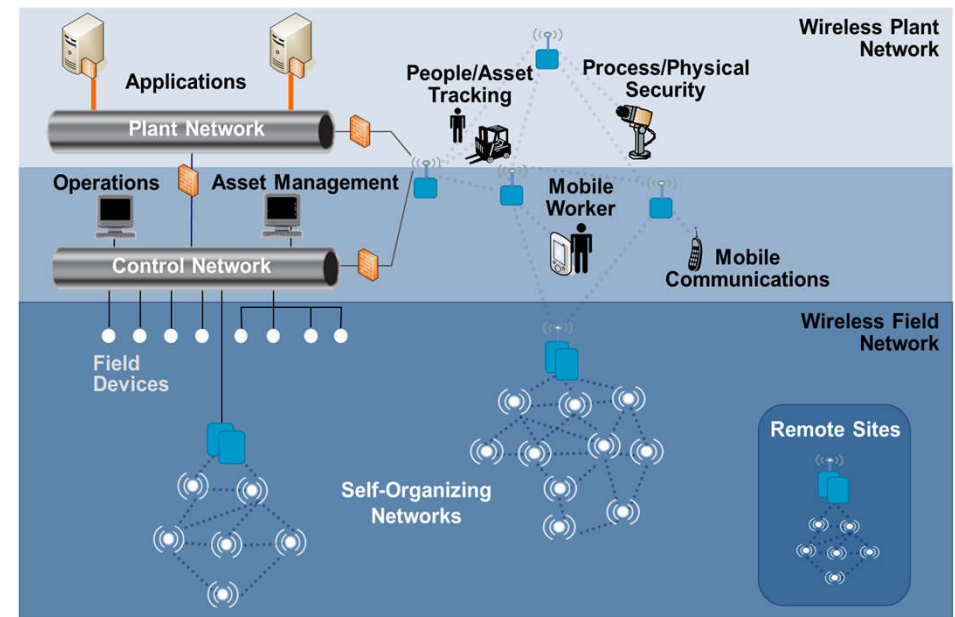 Wireless Plant
Network
Applications
People/Asset
Tracking
Process/Physical
Security
Plant Network
Operations
Asset Management
Mobile
Worker
Control Network
Mobile
Communications
Wireless Field
Network
Field
Devices
Remote Sites
Self-Organizing
Networks